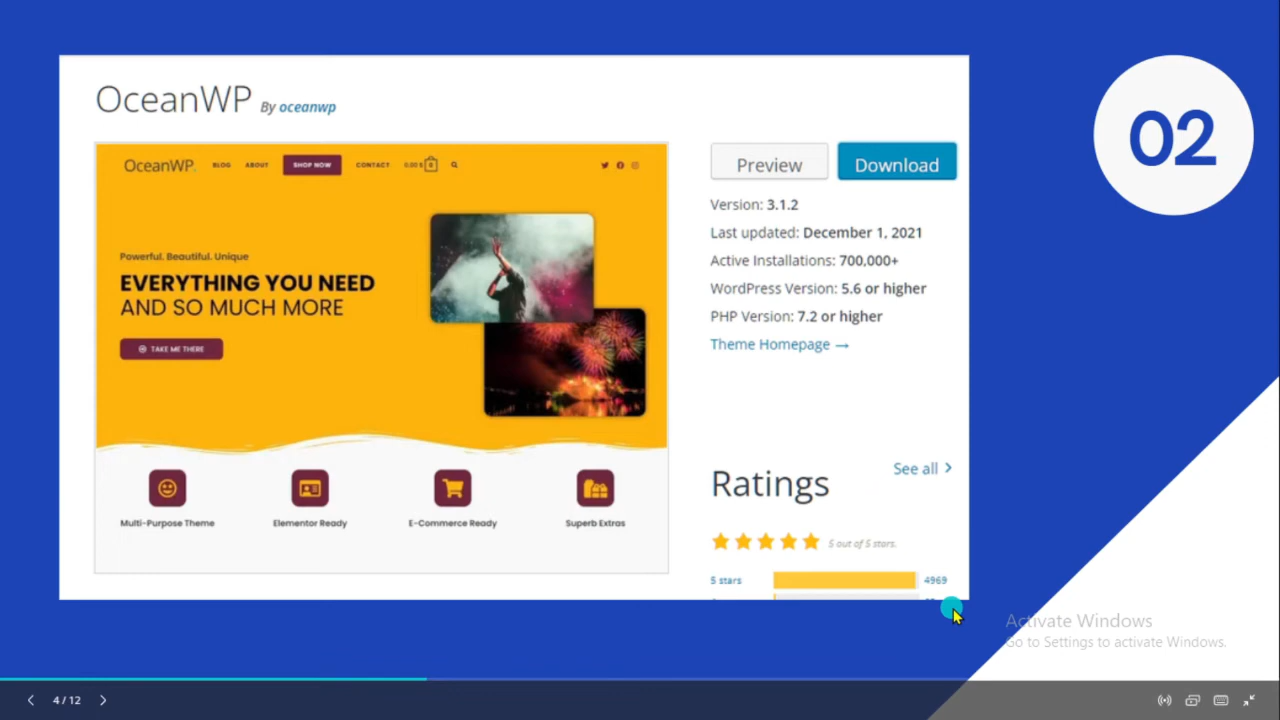 OceanWP By oceanwp
02
OceanWP. BLOG ABOUT SHOP NOW CONTACT 0.00 $ 0
Powerful. Beautiful. Unique
EVERYTHING YOU NEED
AND SO MUCH MORE
TAKE ME THERE
Multi-Purpose Theme Elementor Ready E-Commerce Ready Superb Extras
Preview Download
Version: 3.1.2
Last updated: December 1, 2021
Active Installations: 700,000+
WordPress Version: 5.6 or higher
PHP Version: 7.2 or higher
Theme Homepage →
See all >
Ratings
5 out of 5 stars.
5 stars 4969
Activate Windows
Go to Settings to activate Windows.
4 / 12